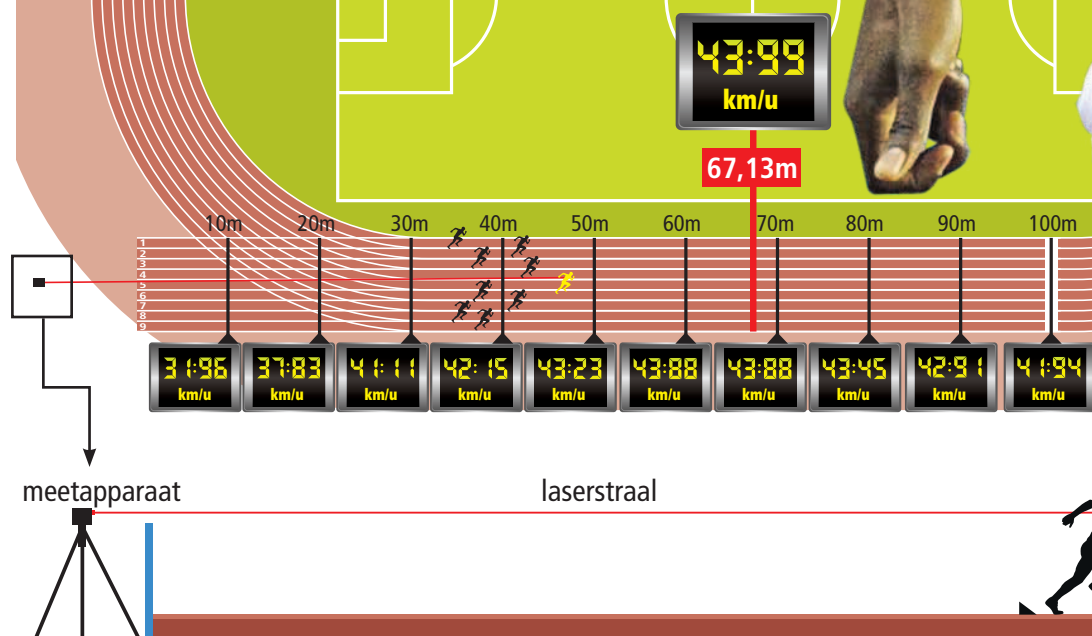 43:99
km/u
67,13m
10m 20m 30m 40m 50m 60m 70m 80m 90m 100m
1
2
3
4
5
6
7
8
9
31:96 37:83 41:11 42:15 43:23 43:88 43:88 43:45 42:91 41:94
km/u km/u km/u km/u km/u km/u km/u km/u km/u km/u
meetapparaat laserstraal